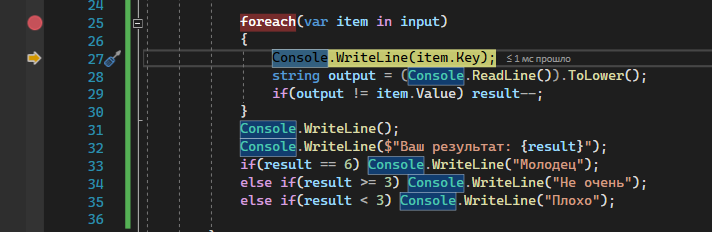 24
25 foreach(var item in input)
26 {
27 Console.WriteLine(item.Key); ≤ 1 мс прошло
28 string output = (Console.ReadLine()).ToLower();
29 if(output != item.Value) result--;
30 }
31 Console.WriteLine();
32 Console.WriteLine($"Ваш результат: {result}");
33 if(result == 6) Console.WriteLine("Молодец");
34 else if(result >= 3) Console.WriteLine("Не очень");
35 else if(result < 3) Console.WriteLine("Плохо");
36